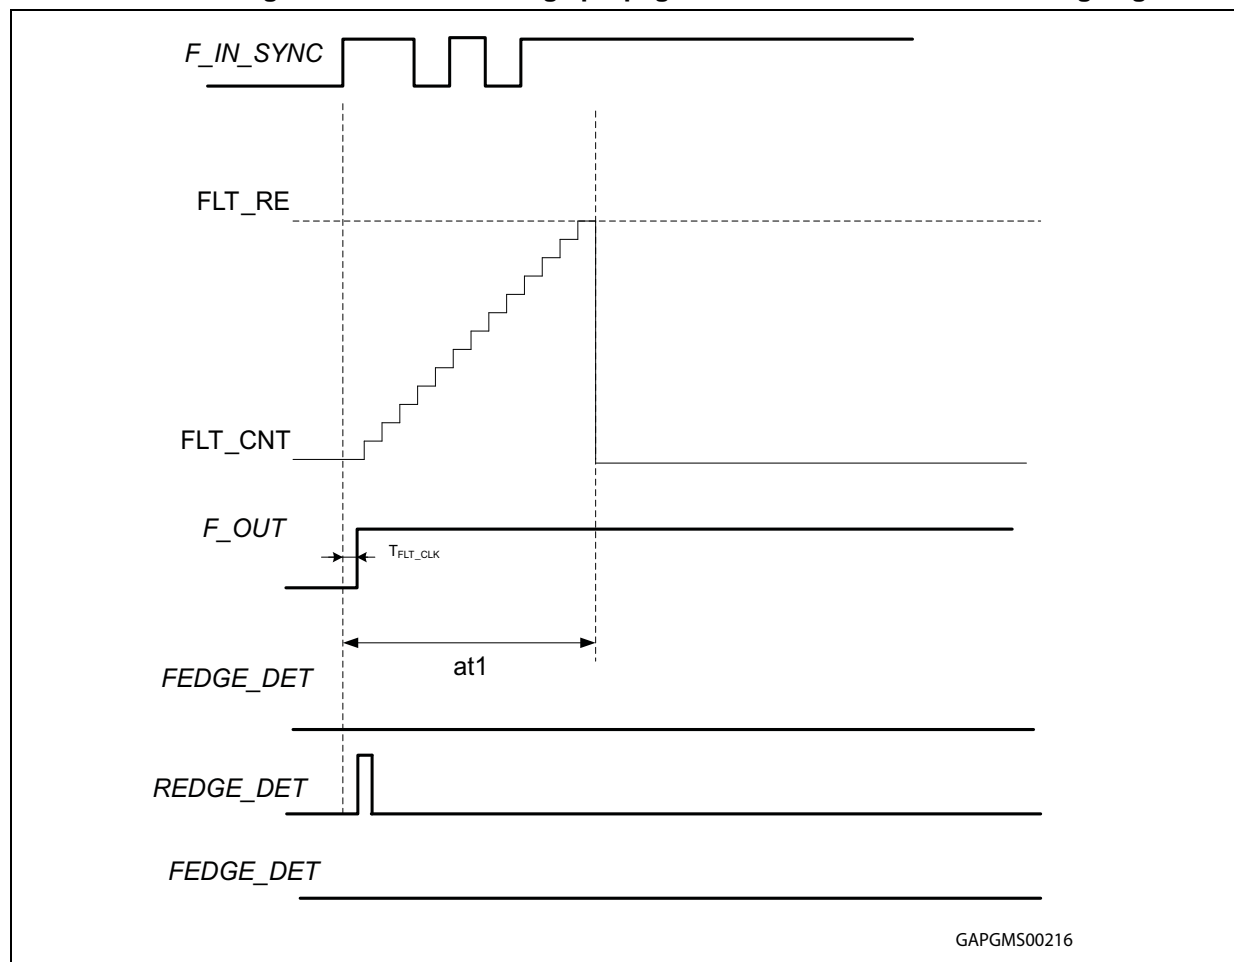 F_IN_SYNC
FLT_RE
FLT_CNT
F_OUT
TFLT_CLK
at1
FEDGE_DET
REDGE_DET
FEDGE_DET
GAPGMS00216